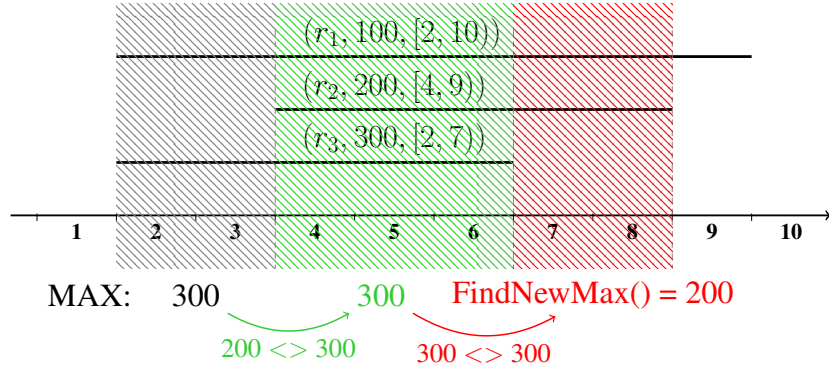 (r₁, 100, [2, 10))
(r₂, 200, [4, 9))
(r₃, 300, [2, 7))
1 2 3 4 5 6 7 8 9 10
MAX: 300 300 FindNewMax() = 200
200 <> 300 300 <> 300